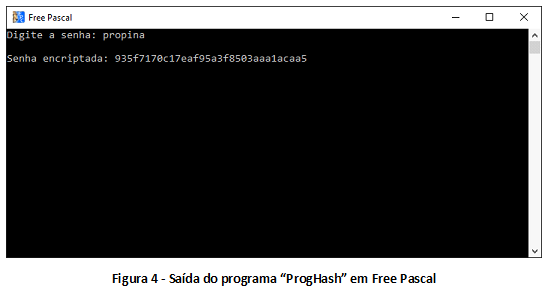 Free Pascal
Digite a senha: propina
Senha encriptada: 935f7170c17eaf95a3f8503aaa1acaa5
Figura 4 - Saída do programa “ProgHash” em Free Pascal